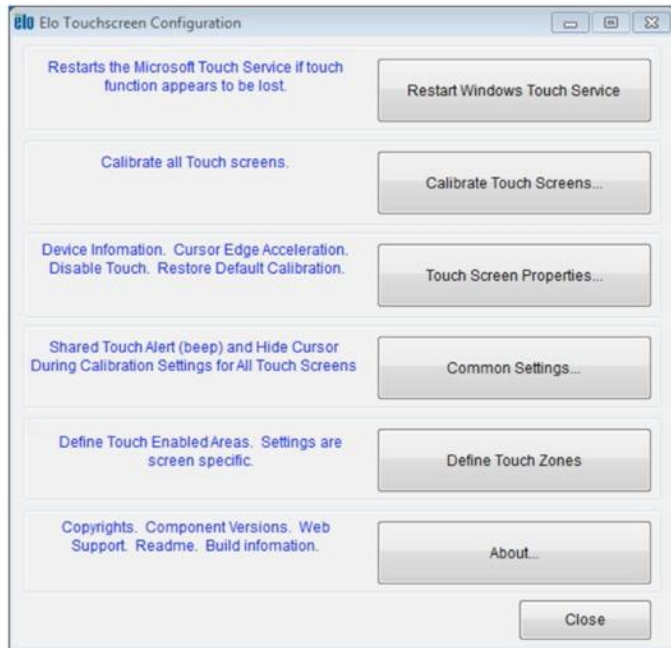 elo Elo Touchscreen Configuration
Restarts the Microsoft Touch Service if touch
function appears to be lost.
Restart Windows Touch Service
Calibrate all Touch screens.
Calibrate Touch Screens...
Device Infomation. Cursor Edge Acceleration.
Disable Touch. Restore Default Calibration.
Touch Screen Properties...
Shared Touch Alert (beep) and Hide Cursor
During Calibration Settings for All Touch Screens
Common Settings...
Define Touch Enabled Areas. Settings are
screen specific.
Define Touch Zones
Copyrights. Component Versions. Web
Support. Readme. Build infomation.
About...
Close